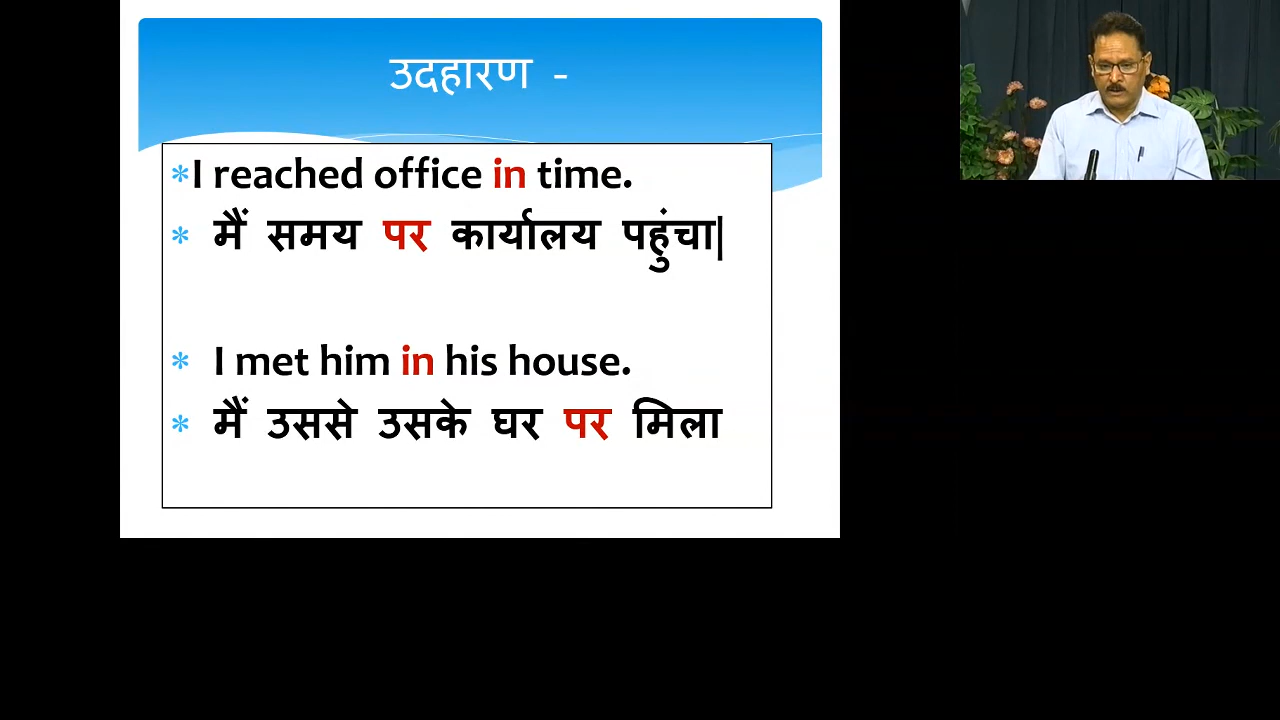 उदहारण -
*I reached office in time.
* मैं समय पर कार्यालय पहुंचा|
* I met him in his house.
* मैं उससे उसके घर पर मिला